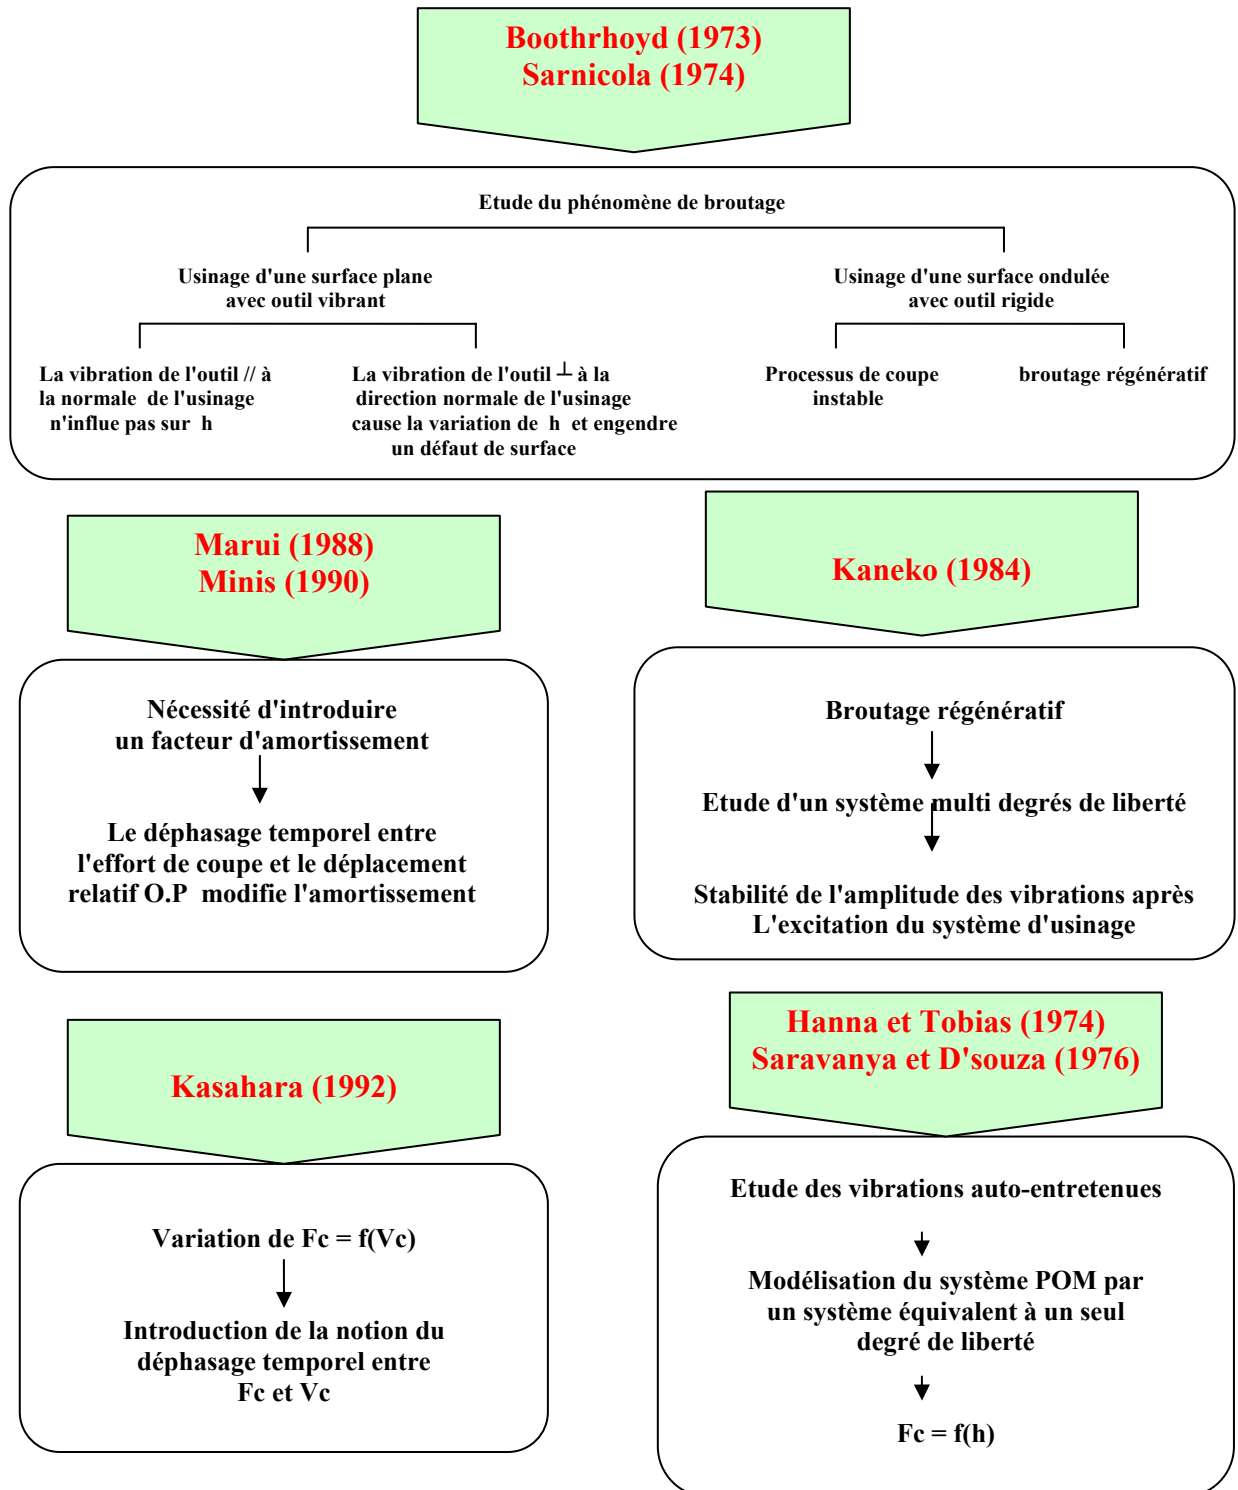 Boothrhoyd (1973)
Sarnicola (1974)
Etude du phénomène de broutage
Usinage d'une surface plane
avec outil vibrant
Usinage d'une surface ondulée
avec outil rigide
La vibration de l'outil // à
la normale de l'usinage
n'influe pas sur h
La vibration de l'outil ⊥ à la
direction normale de l'usinage
cause la variation de h et engendre
un défaut de surface
Processus de coupe
instable
broutage régénératif
Marui (1988)
Minis (1990)
Nécessité d'introduire
un facteur d'amortissement
Le déphasage temporel entre
l'effort de coupe et le déplacement
relatif O.P modifie l'amortissement
Kaneko (1984)
Broutage régénératif
Etude d'un système multi degrés de liberté
Stabilité de l'amplitude des vibrations après
L'excitation du système d'usinage
Kasahara (1992)
Variation de Fc = f(Vc)
Introduction de la notion du
déphasage temporel entre
Fc et Vc
Hanna et Tobias (1974)
Saravanya et D'souza (1976)
Etude des vibrations auto-entretenues
Modélisation du système POM par
un système équivalent à un seul
degré de liberté
Fc = f(h)